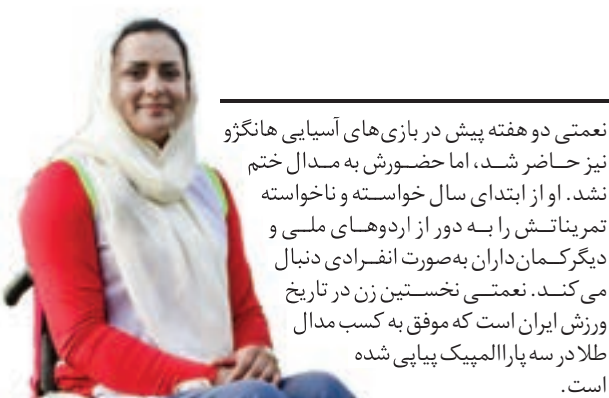 نعمتی دو هفته پیش در بازی‌های آسیایی هانگژو
نیز حاضر شد، اما حضورش به مدال ختم
نشد. او از ابتدای سال خواسته و ناخواسته
تمریناتش را به دور از اردوهای ملی و
دیگر کمان‌داران به‌صورت انفرادی دنبال
می‌کند. نعمتی نخستین زن در تاریخ
ورزش ایران است که موفق به کسب مدال
طلا در سه پاراالمپیک پیاپی شده
است.